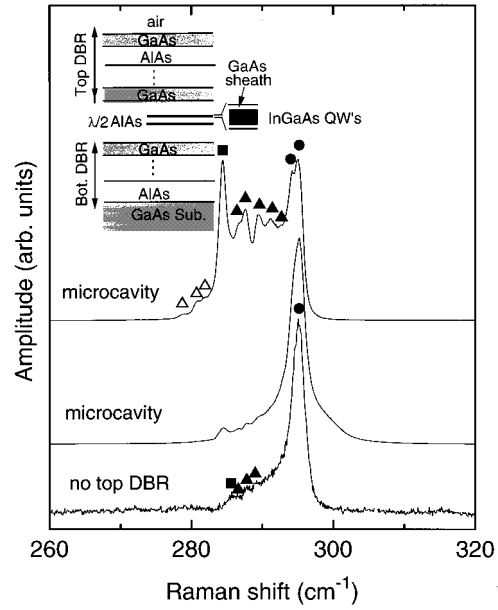 air
GaAs
AlAs
GaAs
Top DBR
GaAs
sheath
λ/2 AlAs
InGaAs QW's
GaAs
AlAs
GaAs Sub.
Bot. DBR
microcavity
microcavity
no top DBR
Amplitude (arb. units)
260 280 300 320
Raman shift (cm⁻¹)